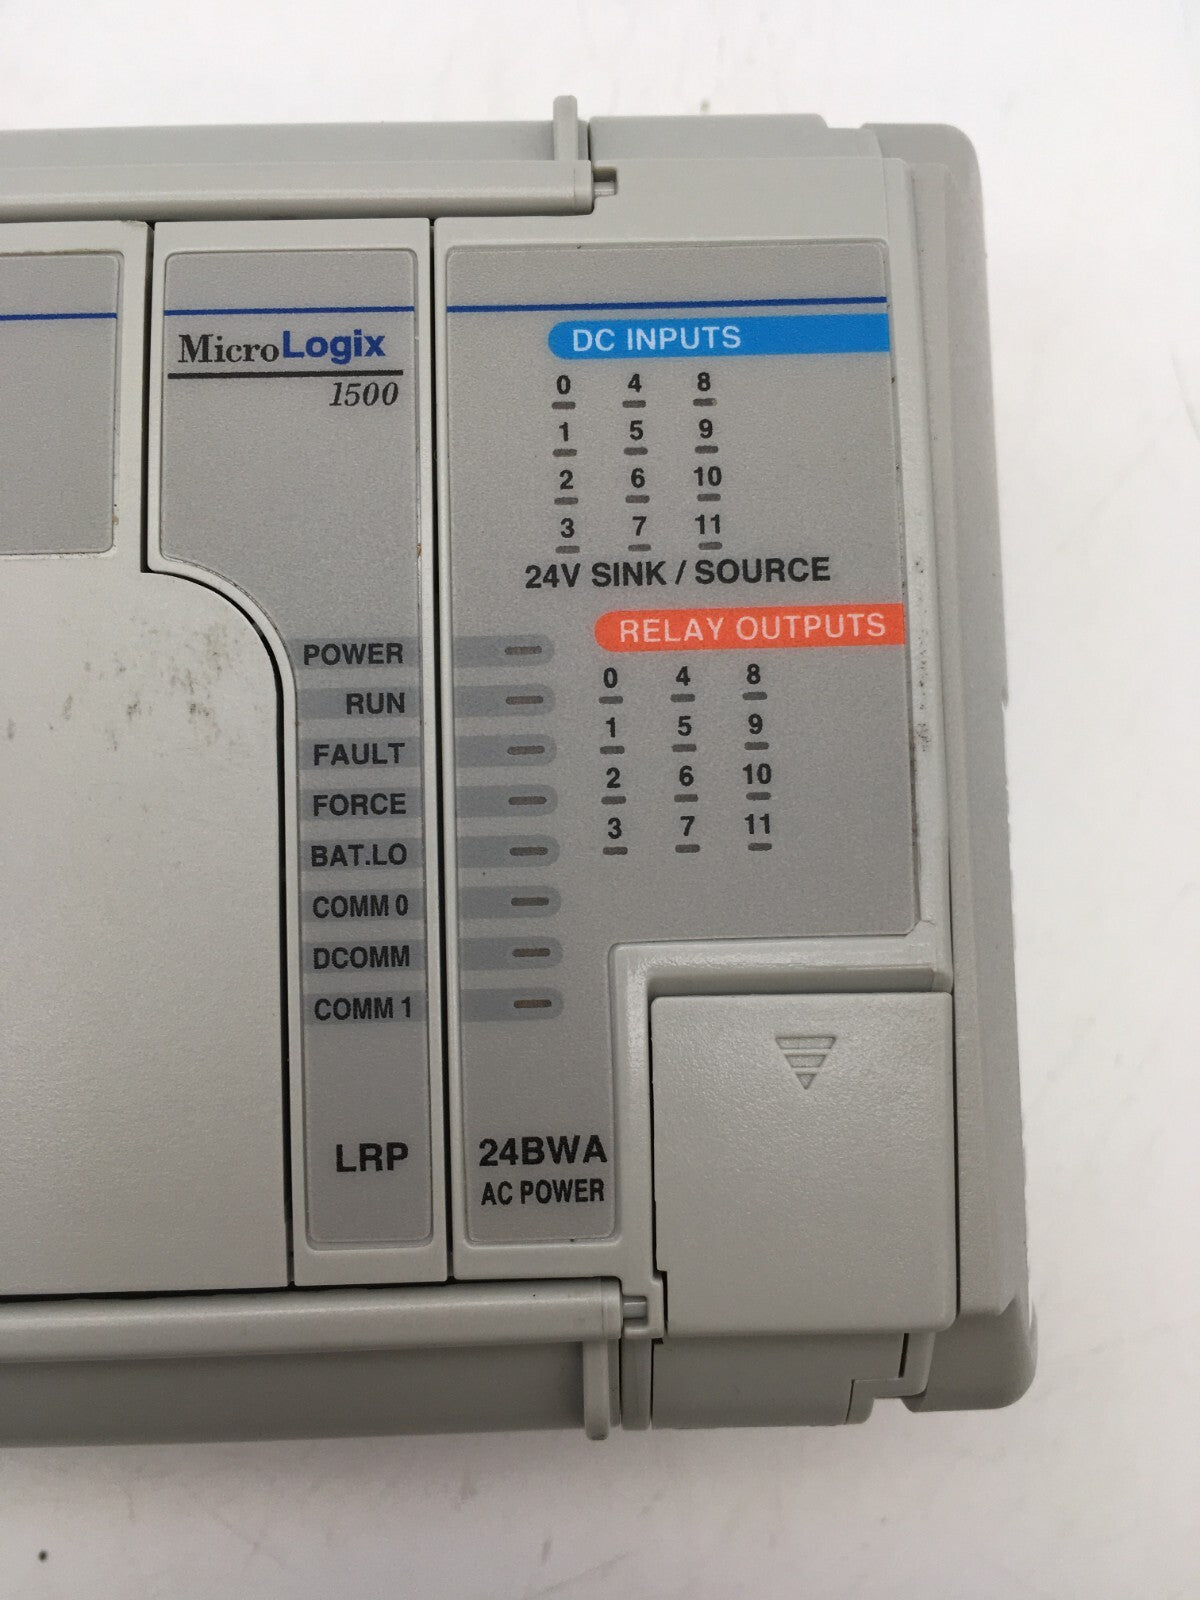 MicroLogix
1500
POWER
RUN
FAULT
FORCE
BAT.LO
COMM 0
DCOMM
COMM 1
LRP
DC INPUTS
0 4 8
1 5 9
2 6 10
3 7 11
24V SINK / SOURCE
RELAY OUTPUTS
0 4 8
1 5 9
2 6 10
3 7 11
24BWA
AC POWER